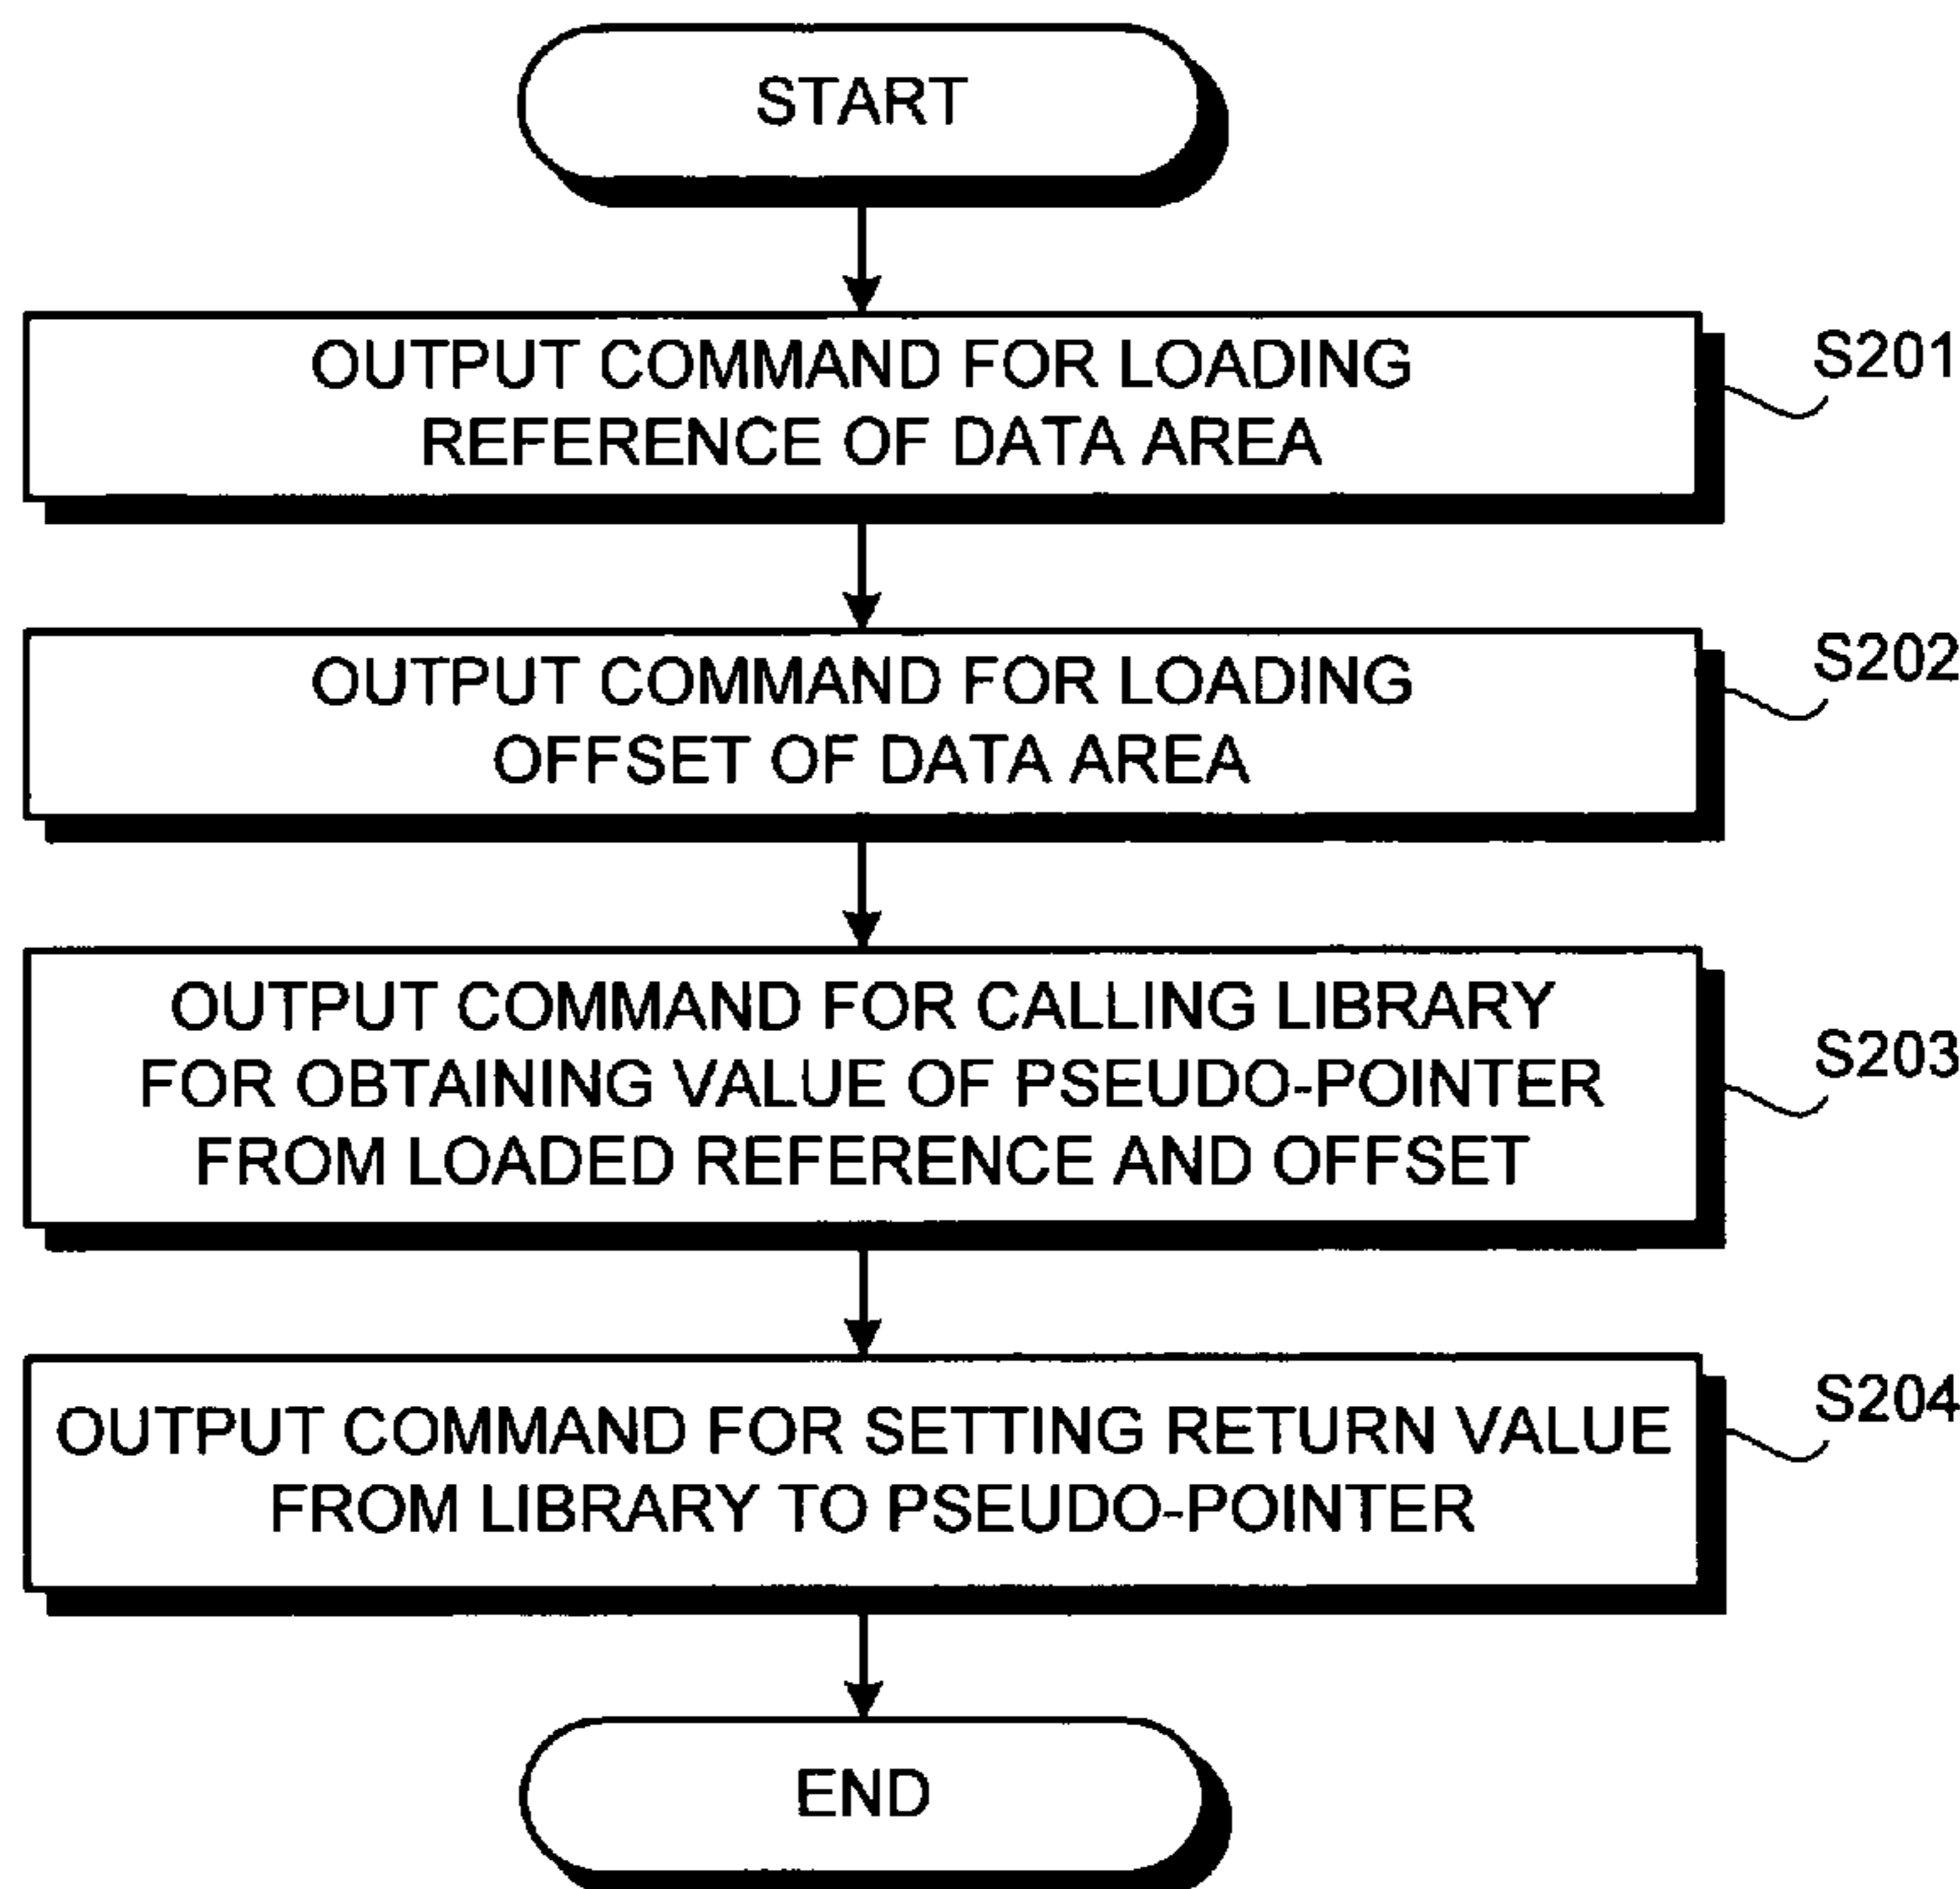 START
OUTPUT COMMAND FOR LOADING
REFERENCE OF DATA AREA
S201
OUTPUT COMMAND FOR LOADING
OFFSET OF DATA AREA
S202
OUTPUT COMMAND FOR CALLING LIBRARY
FOR OBTAINING VALUE OF PSEUDO-POINTER
FROM LOADED REFERENCE AND OFFSET
S203
OUTPUT COMMAND FOR SETTING RETURN VALUE
FROM LIBRARY TO PSEUDO-POINTER
S204
END